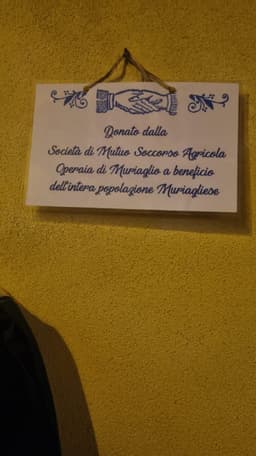 Donato dalla
Società di Mutuo Soccorso Agricola
Operaia di Muriaglio a beneficio
dell'intera popolazione Muriagliese